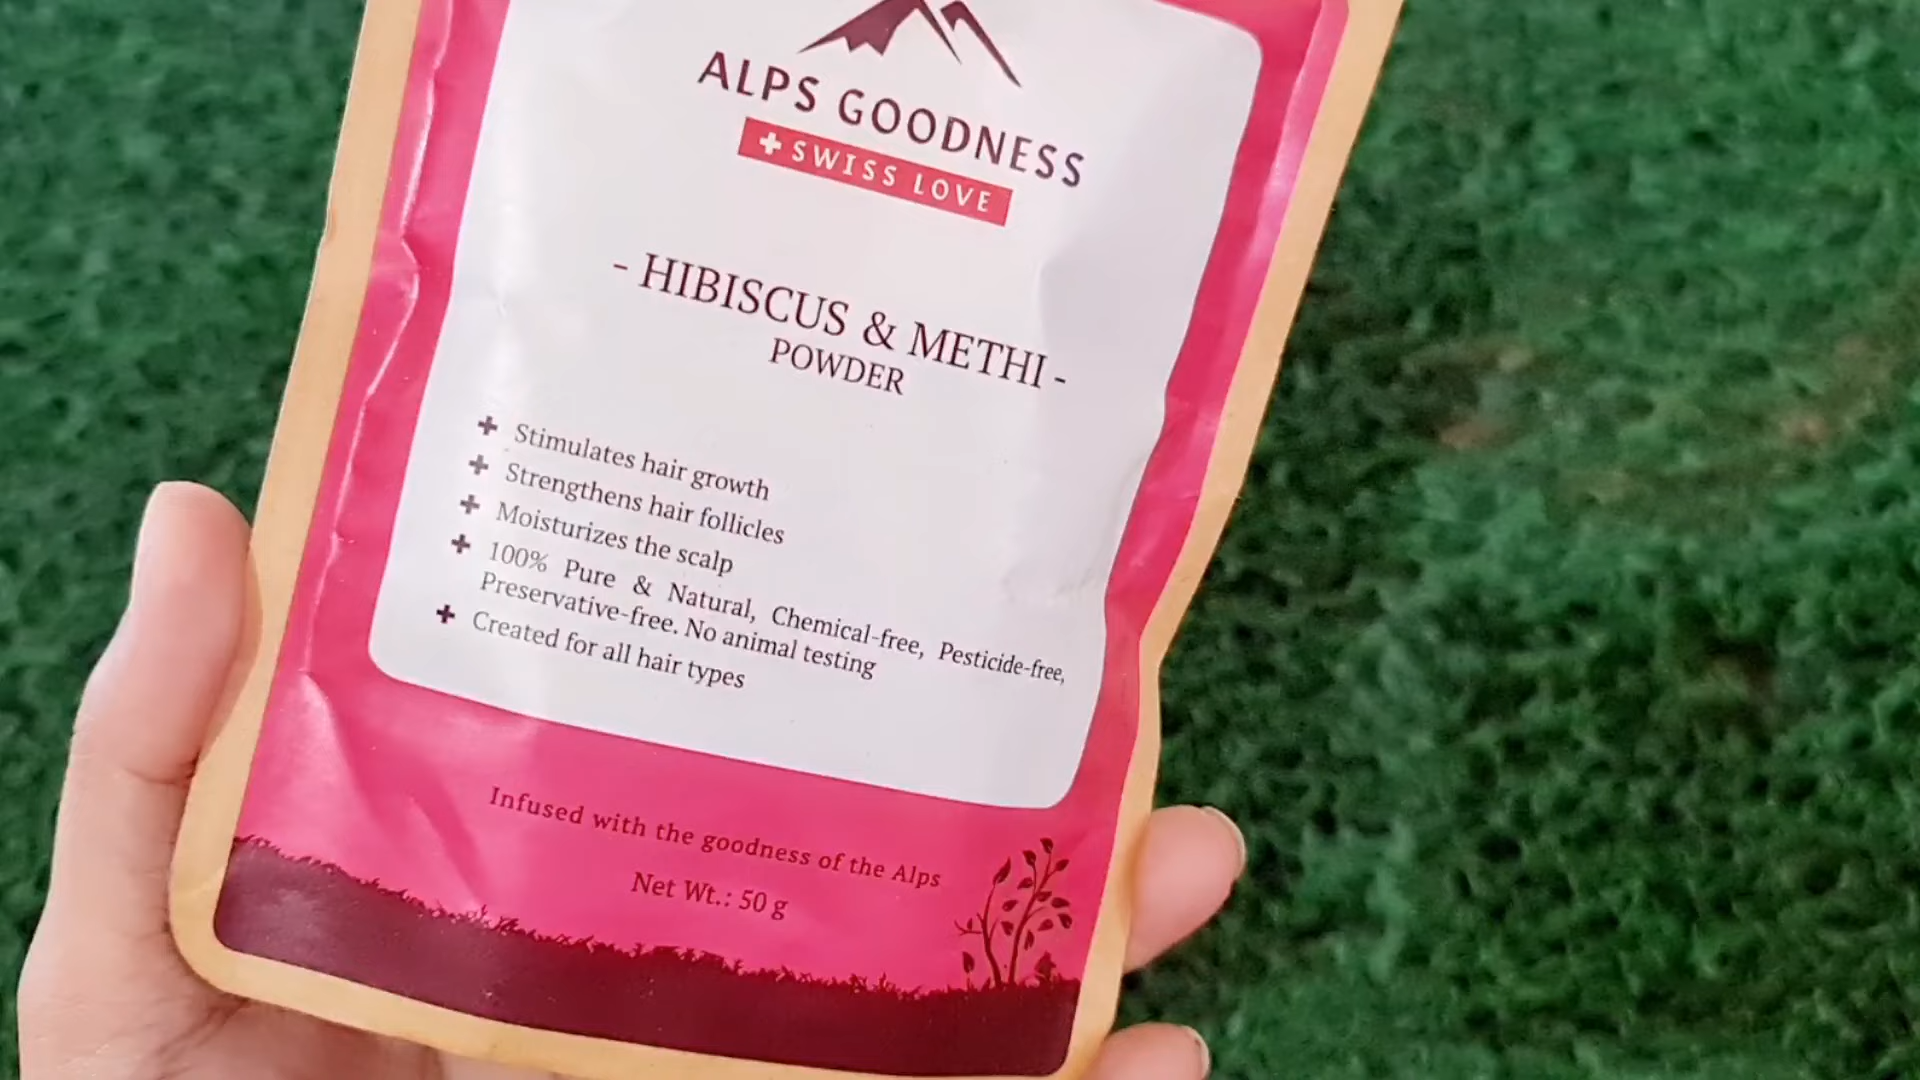 ALPS GOODNESS
+ SWISS LOVE
- HIBISCUS & METHI -
POWDER
+ Stimulates hair growth
+ Strengthens hair follicles
+ Moisturizes the scalp
+ 100% Pure & Natural, Chemical-free, Pesticide-free,
Preservative-free. No animal testing
+ Created for all hair types
Infused with the goodness of the Alps
Net Wt.: 50 g